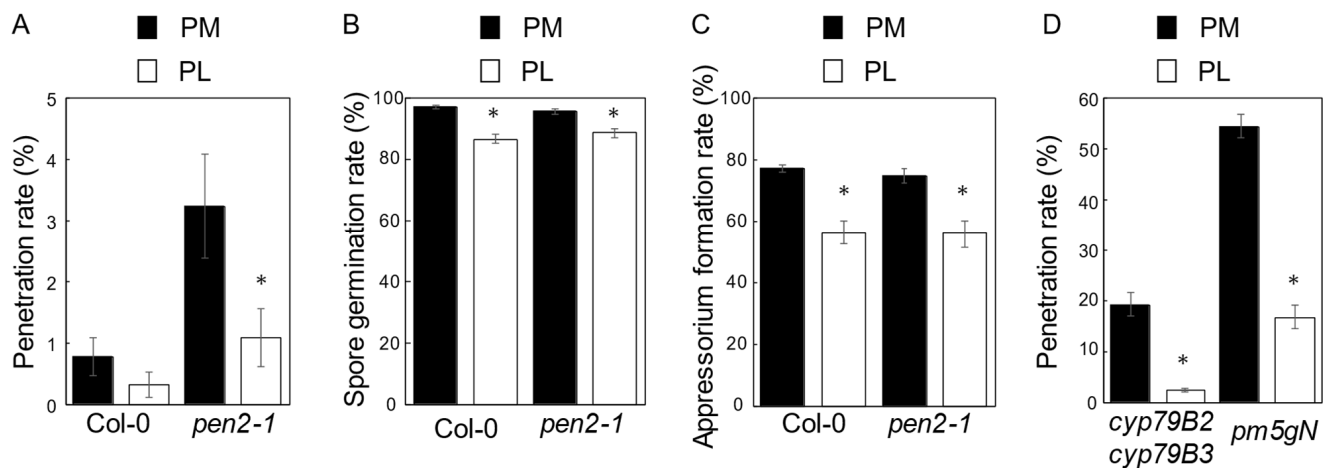 A
PM
PL
Penetration rate (%)
5
4
3
2
1
0
*
Col-0
pen2-1
B
PM
PL
Spore germination rate (%)
100
80
60
40
20
0
*
*
Col-0
pen2-1
C
PM
PL
Appressorium formation rate (%)
100
80
60
40
20
0
*
*
Col-0
pen2-1
D
PM
PL
Penetration rate (%)
60
50
40
30
20
10
0
*
*
cyp79B2
cyp79B3
pm5gN